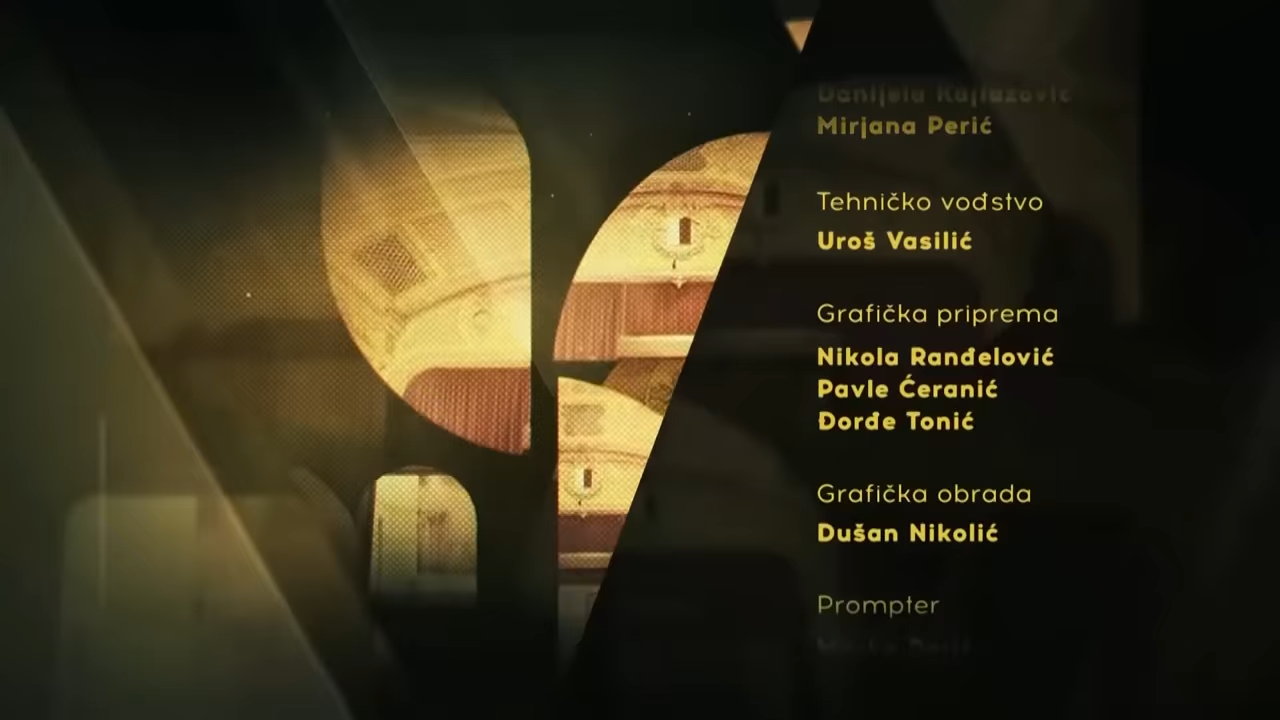 Mirjana Perić
Tehničko vođstvo
Uroš Vasilić
Grafička priprema
Nikola Ranđelović
Pavle Ćeranić
Đorđe Tonić
Grafička obrada
Dušan Nikolić
Prompter